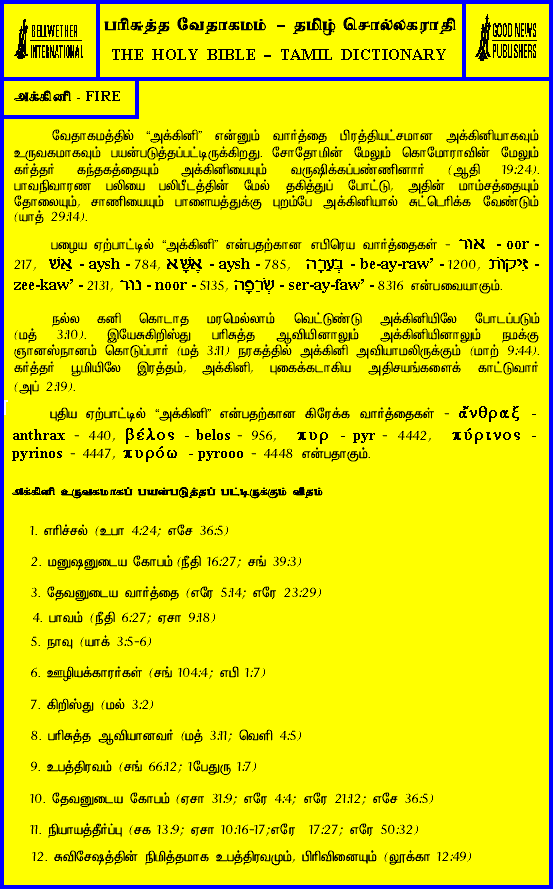 BELLWETHER
INTERNATIONAL
பரிசுத்த வேதாகமம் - தமிழ் சொல்லகராதி
THE HOLY BIBLE - TAMIL DICTIONARY
GOOD NEWS
PUBLISHERS
அக்கினி - FIRE
வேதாகமத்தில் "அக்கினி" என்னும் வார்த்தை பிரத்தியட்சமான அக்கினியாகவும்
உருவகமாகவும் பயன்படுத்தப்பட்டிருக்கிறது. சோதோமின் மேலும் கொமோராவின் மேலும்
கர்த்தர் கந்தகத்தையும் அக்கினியையும் வருஷிக்கப்பண்ணினார் (ஆதி 19:24).
பாவநிவாரண பலியை பலிபீடத்தின் மேல் தகித்துப் போட்டு, அதின் மாம்சத்தையும்
தோலையும், சாணியையும் பாளையத்துக்கு புறம்பே அக்கினியால் சுட்டெரிக்க வேண்டும்
(யாத் 29:14).
பழைய ஏற்பாட்டில் "அக்கினி" என்பதற்கான எபிரெய வார்த்தைகள் - אור - oor -
217, אֵשׁ - aysh - 784, אֶשָּׁא - aysh - 785, בְּעֵרָה - be-ay-raw' - 1200, זִיקוֹת -
zee-kaw' - 2131, נוּר - noor - 5135, שְׂרֵפָה - ser-ay-faw' - 8316 என்பவையாகும்.
நல்ல கனி கொடாத மரமெல்லாம் வெட்டுண்டு அக்கினியிலே போடப்படும்
(மத் 3:10). இயேசுகிறிஸ்து பரிசுத்த ஆவியினாலும் அக்கினியினாலும் நமக்கு
ஞானஸ்நானம் கொடுப்பார் (மத் 3:11) நரகத்தில் அக்கினி அவியாமலிருக்கும் (மாற் 9:44).
கர்த்தர் பூமியிலே இரத்தம், அக்கினி, புகைக்கடாகிய அதிசயங்களைக் காட்டுவார்
(அப் 2:19).
புதிய ஏற்பாட்டில் "அக்கினி" என்பதற்கான கிரேக்க வார்த்தைகள் - ἄνθραξ -
anthrax - 440, βέλος - belos - 956, πυρ - pyr - 4442, πύρινος -
pyrinos - 4447, πυρόω - pyrooo - 4448 என்பதாகும்.
அக்கினி உருவகமாகப் பயன்படுத்தப் பட்டிருக்கும் விதம்
1. எரிச்சல் (உபா 4:24; எசே 36:5)
2. மனுஷனுடைய கோபம் (நீதி 16:27; சங் 39:3)
3. தேவனுடைய வார்த்தை (எரே 5:14; எரே 23:29)
4. பாவம் (நீதி 6:27; ஏசா 9:18)
5. நாவு (யாக் 3:5-6)
6. ஊழியக்காரர்கள் (சங் 104:4; எபி 1:7)
7. கிறிஸ்து (மல் 3:2)
8. பரிசுத்த ஆவியானவர் (மத் 3:11; வெளி 4:5)
9. உபத்திரவம் (சங் 66:12; 1பேதுரு 1:7)
10. தேவனுடைய கோபம் (ஏசா 31:9; எரே 4:4; எரே 21:12; எசே 36:5)
11. நியாயத்தீர்ப்பு (சக 13:9; ஏசா 10:16-17;எரே 17:27; எரே 50:32)
12. சுவிசேஷத்தின் நிமித்தமாக உபத்திரவமும், பிரிவினையும் (லூக்கா 12:49)